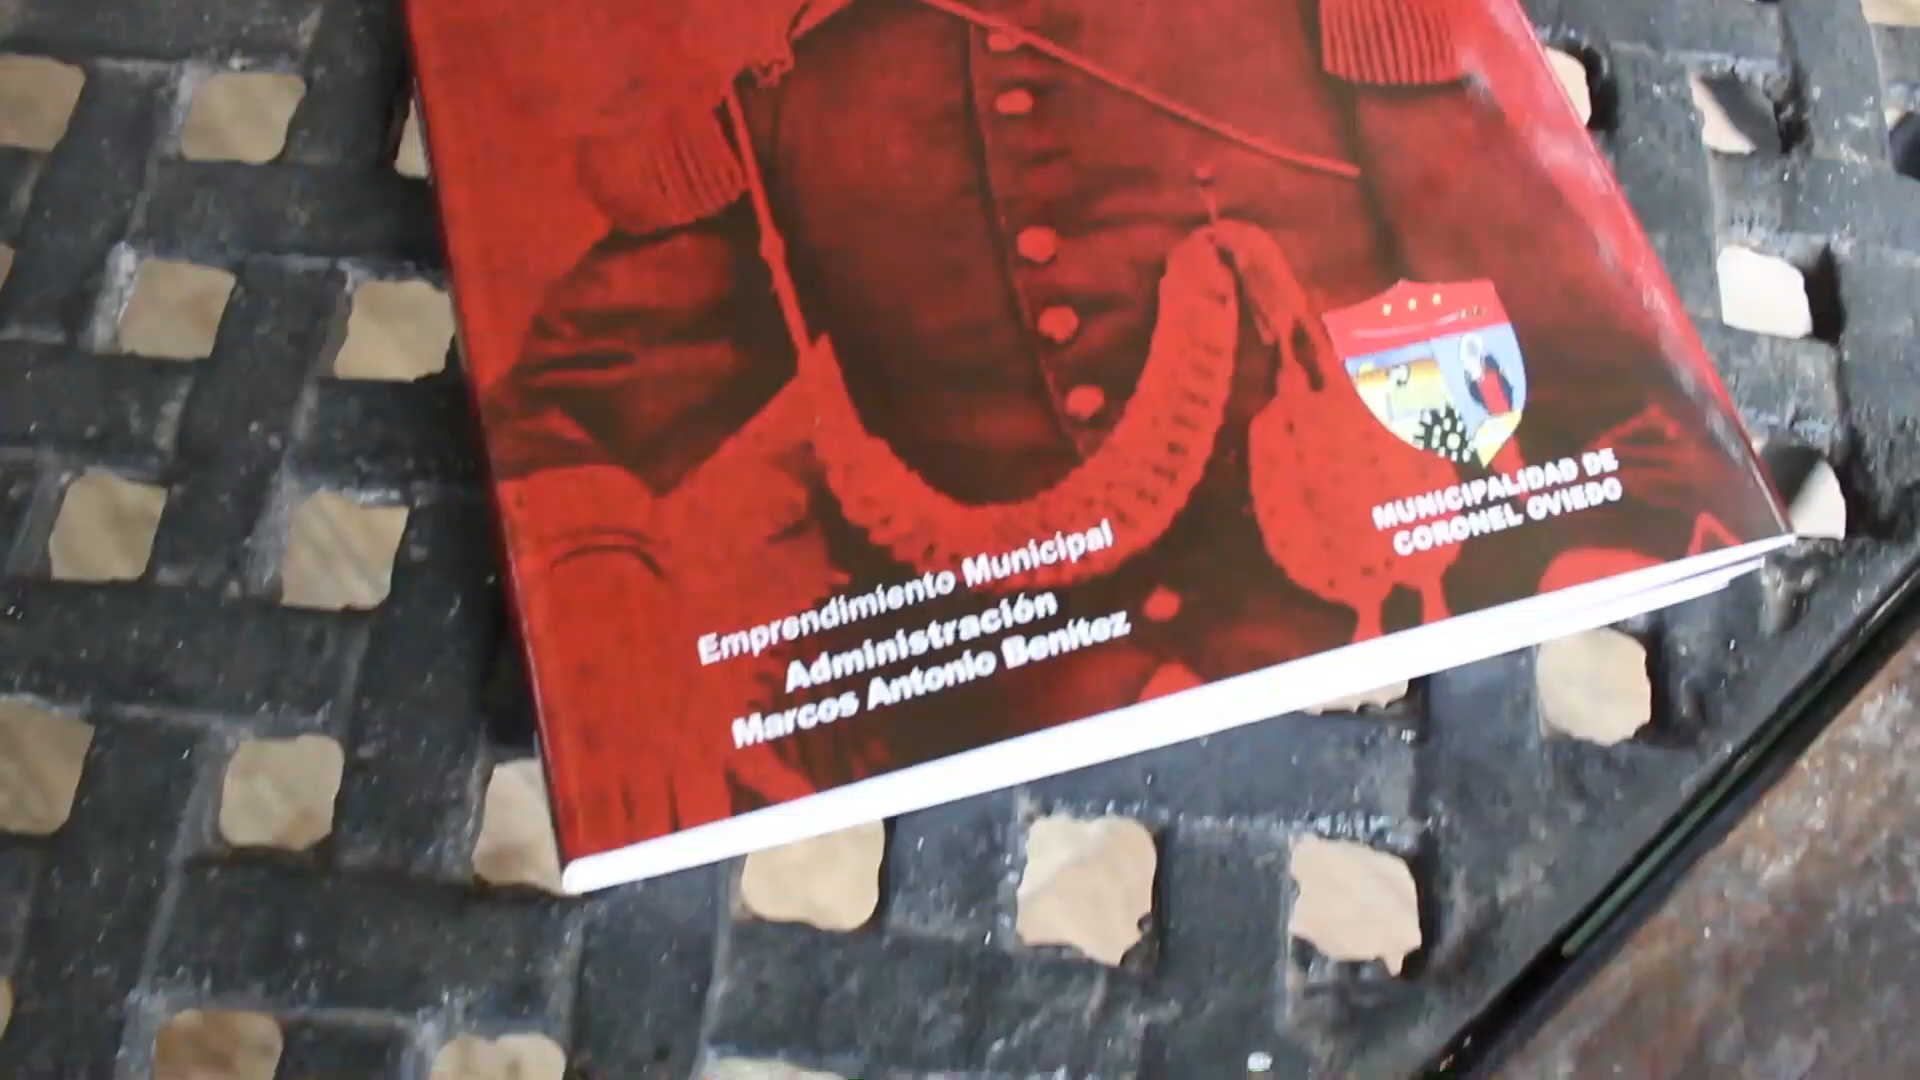 Emprendimiento Municipal
Administración
Marcos Antonio Benítez
MUNICIPALIDAD DE
CORONEL OVIEDO